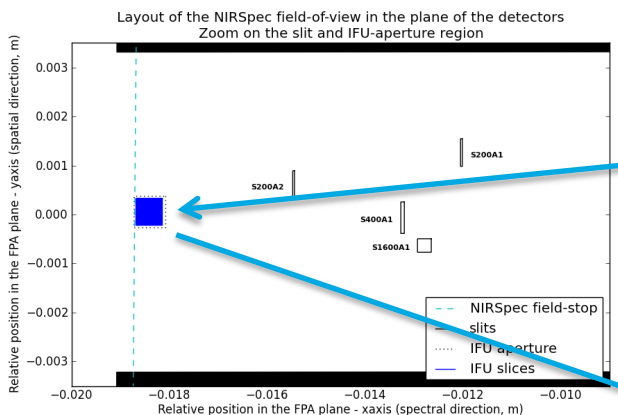 Layout of the NIRSpec field-of-view in the plane of the detectors
Zoom on the slit and IFU-aperture region
Relative position in the FPA plane - yaxis (spatial direction, m)
0.003
0.002
0.001
0.000
−0.001
−0.002
−0.003
S200A1
S200A2
S400A1
S1600A1
NIRSpec field-stop
slits
IFU aperture
IFU slices
−0.020 −0.018 −0.016 −0.014 −0.012 −0.010
Relative position in the FPA plane - xaxis (spectral direction, m)